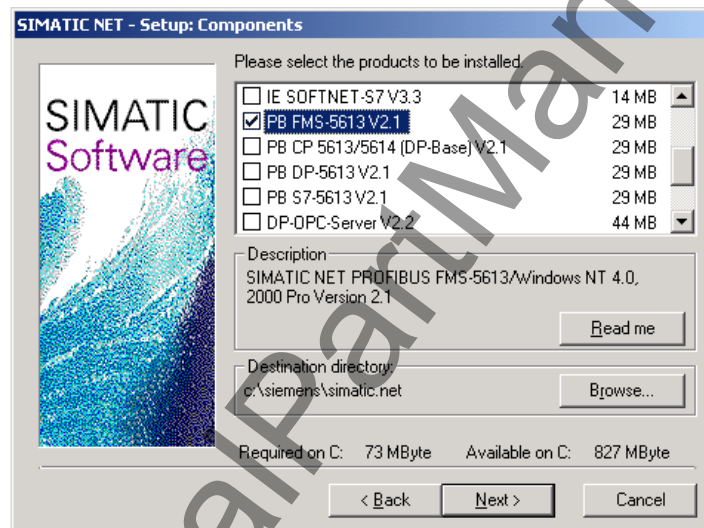 SIMATIC NET - Setup: Components
Please select the products to be installed.
SIMATIC
Software
IE SOFTNET-S7 V3.3 14 MB
PB FMS-5613 V2.1 29 MB
PB CP 5613/5614 (DP-Base) V2.1 29 MB
PB DP-5613 V2.1 29 MB
PB S7-5613 V2.1 29 MB
DP-OPC-Server V2.2 44 MB
Description
SIMATIC NET PROFIBUS FMS-5613/Windows NT 4.0,
2000 Pro Version 2.1
Read me
Destination directory:
c:\siemens\simatic.net
Browse...
Required on C: 73 MByte Available on C: 827 MByte
< Back Next > Cancel
alPartMan